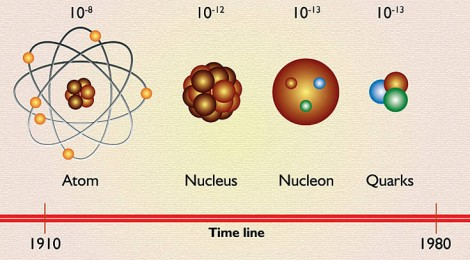 10⁻⁸ 10⁻¹² 10⁻¹³ 10⁻¹³
Atom Nucleus Nucleon Quarks
Time line
1910 1980